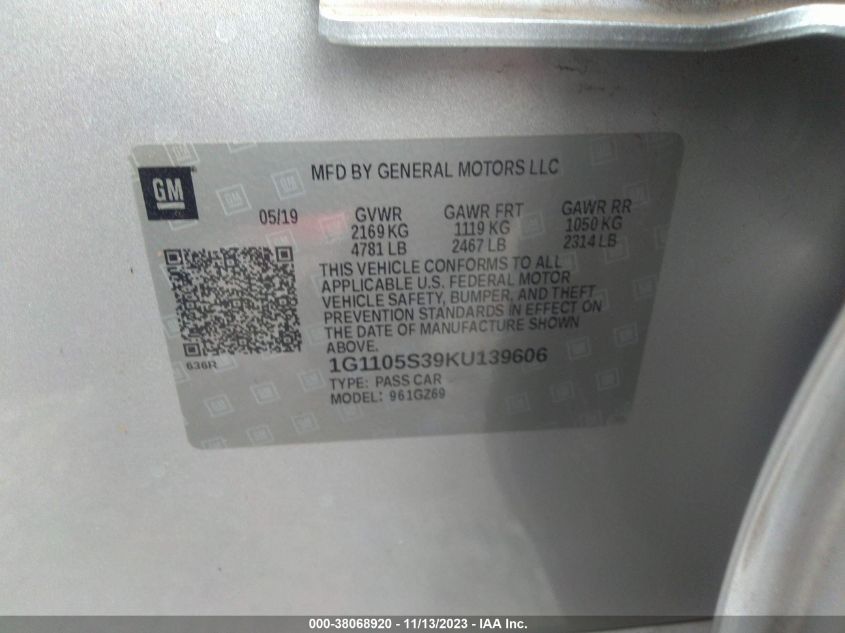 GM
MFD BY GENERAL MOTORS LLC
05/19 GVWR GAWR FRT GAWR RR
2169 KG 1119 KG 1050 KG
4781 LB 2467 LB 2314 LB
THIS VEHICLE CONFORMS TO ALL
APPLICABLE U.S. FEDERAL MOTOR
VEHICLE SAFETY, BUMPER, AND THEFT
PREVENTION STANDARDS IN EFFECT ON
THE DATE OF MANUFACTURE SHOWN
ABOVE.
636R
1G1105S39KU139606
TYPE: PASS CAR
MODEL: 961GZ69
000-38068920 - 11/13/2023 - IAA Inc.